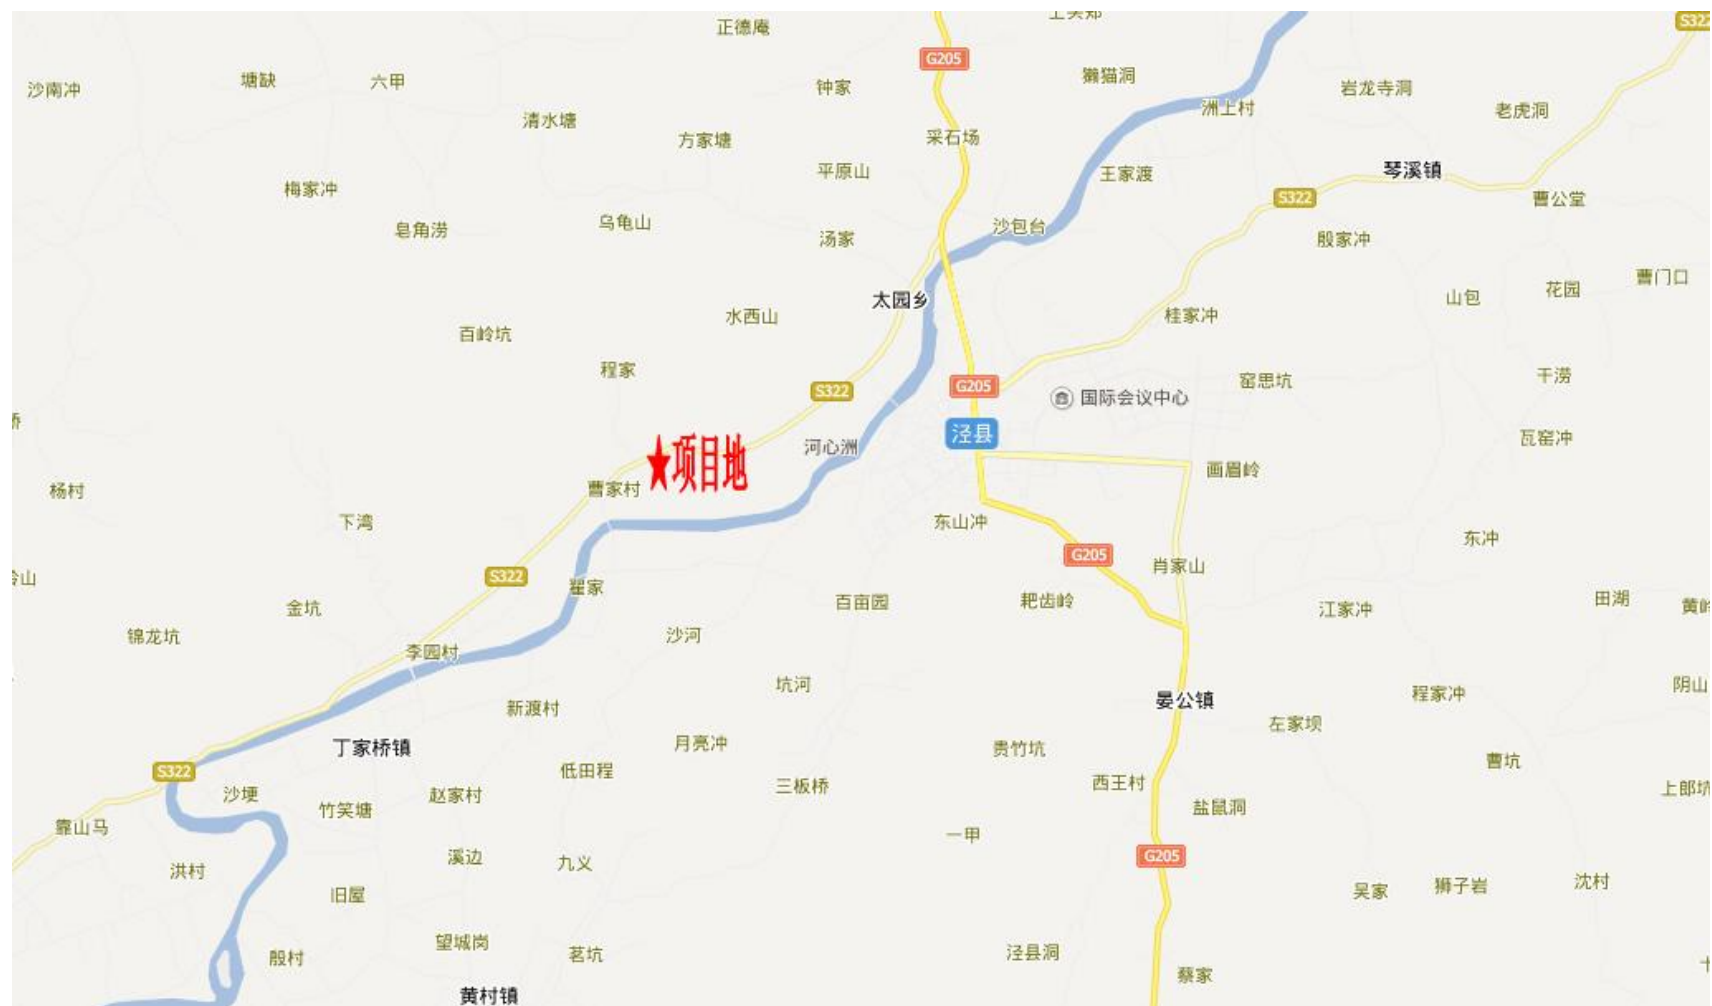 正德庵
S322
G205
獭猫洞
沙南冲
塘缺
六甲
钟家
岩龙寺洞
洲上村
老虎洞
清水塘
方家塘
采石场
平原山
王家渡
琴溪镇
梅家冲
S322
曹公堂
皂角涝
乌龟山
汤家
沙包台
殷家冲
曹门口
太园乡
山包
花园
水西山
桂家冲
百岭坑
程家
S322
G205
国际会议中心
窑思坑
干涝
泾县
瓦窑冲
河心洲
项目地
画眉岭
杨村
曹家村
下湾
东山冲
东冲
G205
肖家山
S322
翟家
金坑
百亩园
耙齿岭
江家冲
田湖
锦龙坑
李园村
沙河
坑河
阴山
程家冲
晏公镇
新渡村
左家坝
丁家桥镇
月亮冲
贵竹坑
曹坑
S322
低田程
三板桥
西王村
沙埂
赵家村
上郎坑
竹笑塘
盐鼠洞
靠山马
一甲
溪边
九义
G205
洪村
旧屋
吴家
狮子岩
沈村
望城岗
殷村
茗坑
泾县洞
蔡家
黄村镇